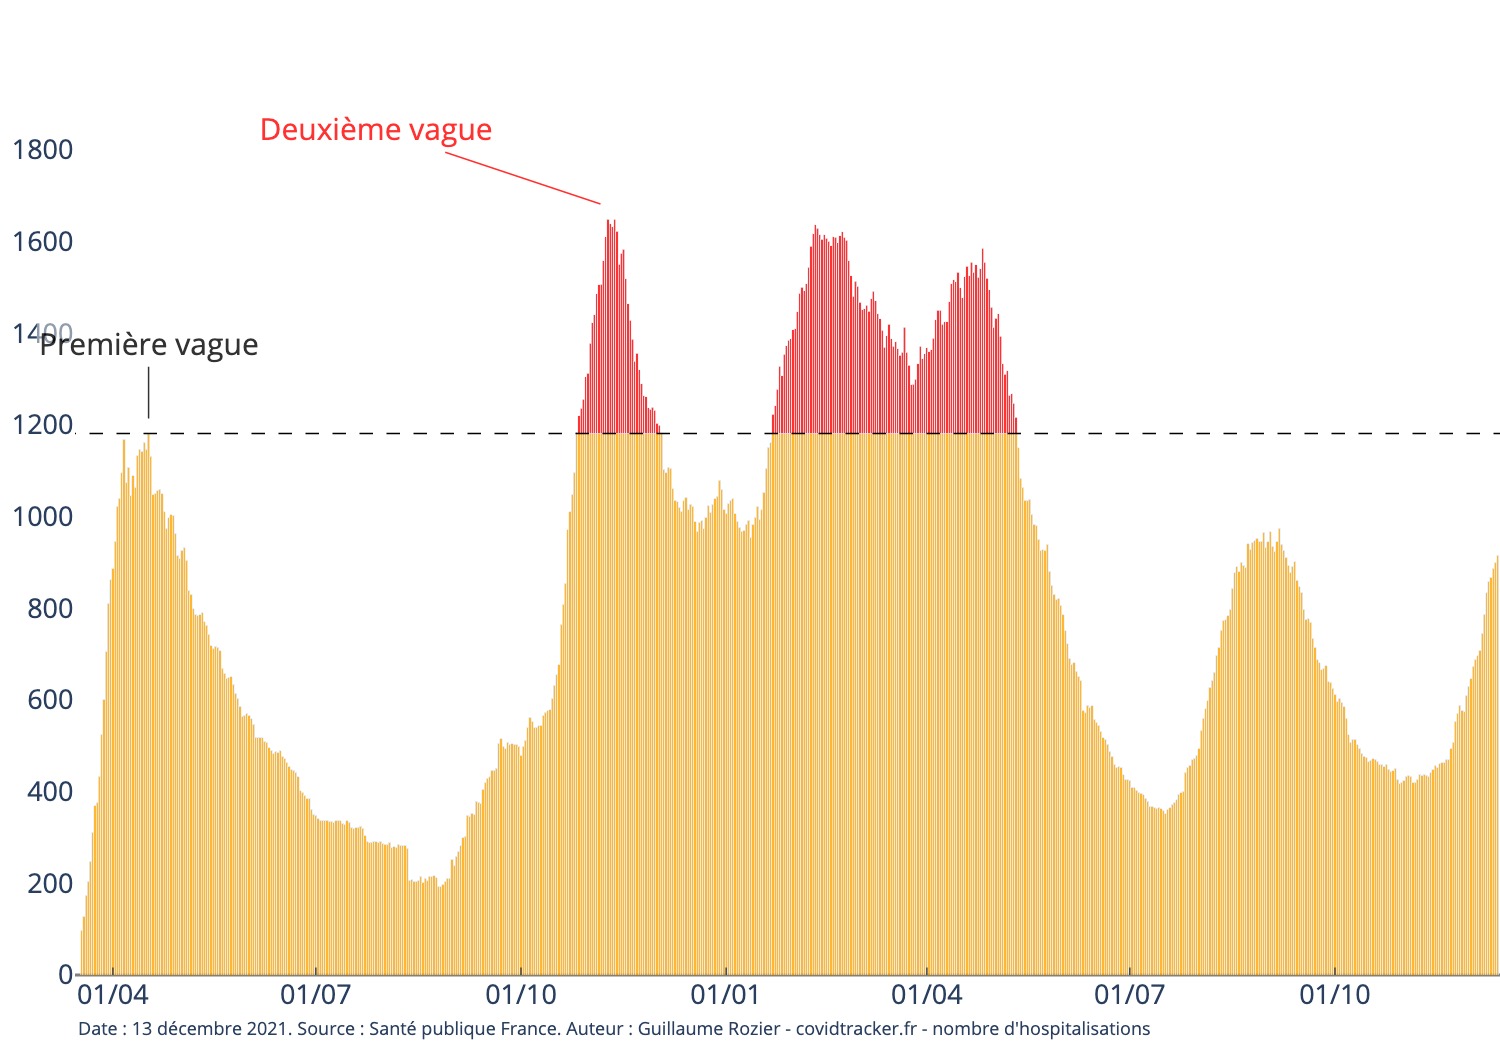 Deuxième vague
1800
1600
1400
Première vague
1200
1000
800
600
400
200
0
01/04 01/07 01/10 01/01 01/04 01/07 01/10
Date : 13 décembre 2021. Source : Santé publique France. Auteur : Guillaume Rozier - covidtracker.fr - nombre d'hospitalisations